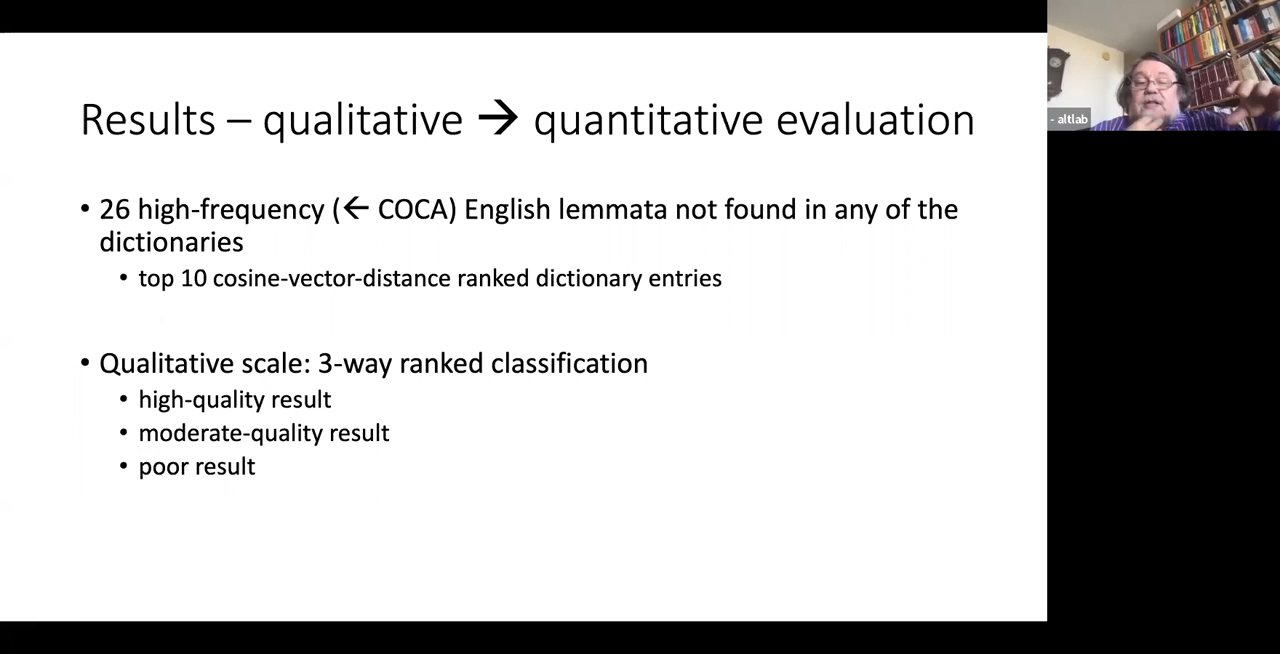 Results – qualitative → quantitative evaluation
• 26 high-frequency (← COCA) English lemmata not found in any of the
dictionaries
• top 10 cosine-vector-distance ranked dictionary entries
• Qualitative scale: 3-way ranked classification
• high-quality result
• moderate-quality result
• poor result
- altlab